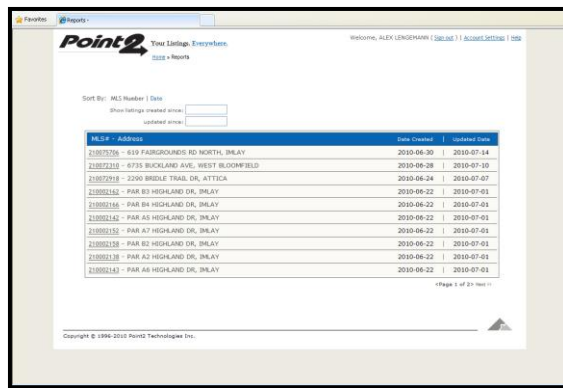 Favorites Reports -
Point2 Your Listings. Everywhere.
Welcome, ALEX LENGEMANN [ Sign out ] | Account Settings | Help
Home » Reports
Sort By: MLS Number | Date
Show listings created since:
updated since:
MLS# - Address Date Created | Updated Date
210075706 - 619 FAIRGROUNDS RD NORTH, IMLAY 2010-06-30 | 2010-07-14
210072310 - 6735 BUCKLAND AVE, WEST BLOOMFIELD 2010-06-28 | 2010-07-10
210072918 - 2290 BRIDLE TRAIL DR, ATTICA 2010-06-24 | 2010-07-07
210002162 - PAR B3 HIGHLAND DR, IMLAY 2010-06-22 | 2010-07-01
210002166 - PAR B4 HIGHLAND DR, IMLAY 2010-06-22 | 2010-07-01
210002142 - PAR A5 HIGHLAND DR, IMLAY 2010-06-22 | 2010-07-01
210002152 - PAR A7 HIGHLAND DR, IMLAY 2010-06-22 | 2010-07-01
210002158 - PAR B2 HIGHLAND DR, IMLAY 2010-06-22 | 2010-07-01
210002138 - PAR A2 HIGHLAND DR, IMLAY 2010-06-22 | 2010-07-01
210002143 - PAR A6 HIGHLAND DR, IMLAY 2010-06-22 | 2010-07-01
<Page 1 of 2> Next >>
Copyright © 1996-2010 Point2 Technologies Inc.